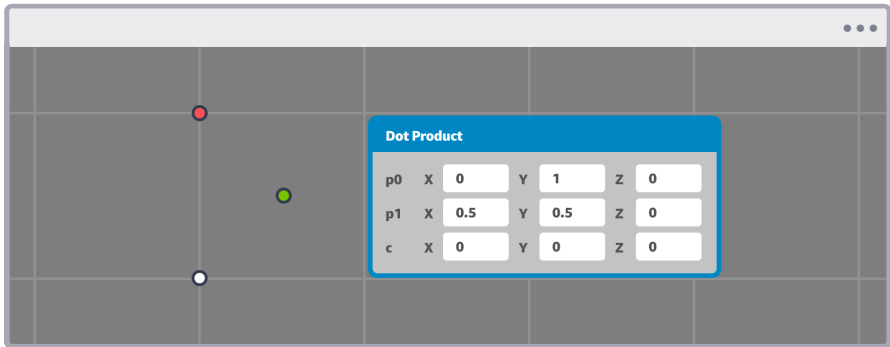 Dot Product
p0 X 0 Y 1 Z 0
p1 X 0.5 Y 0.5 Z 0
c X 0 Y 0 Z 0